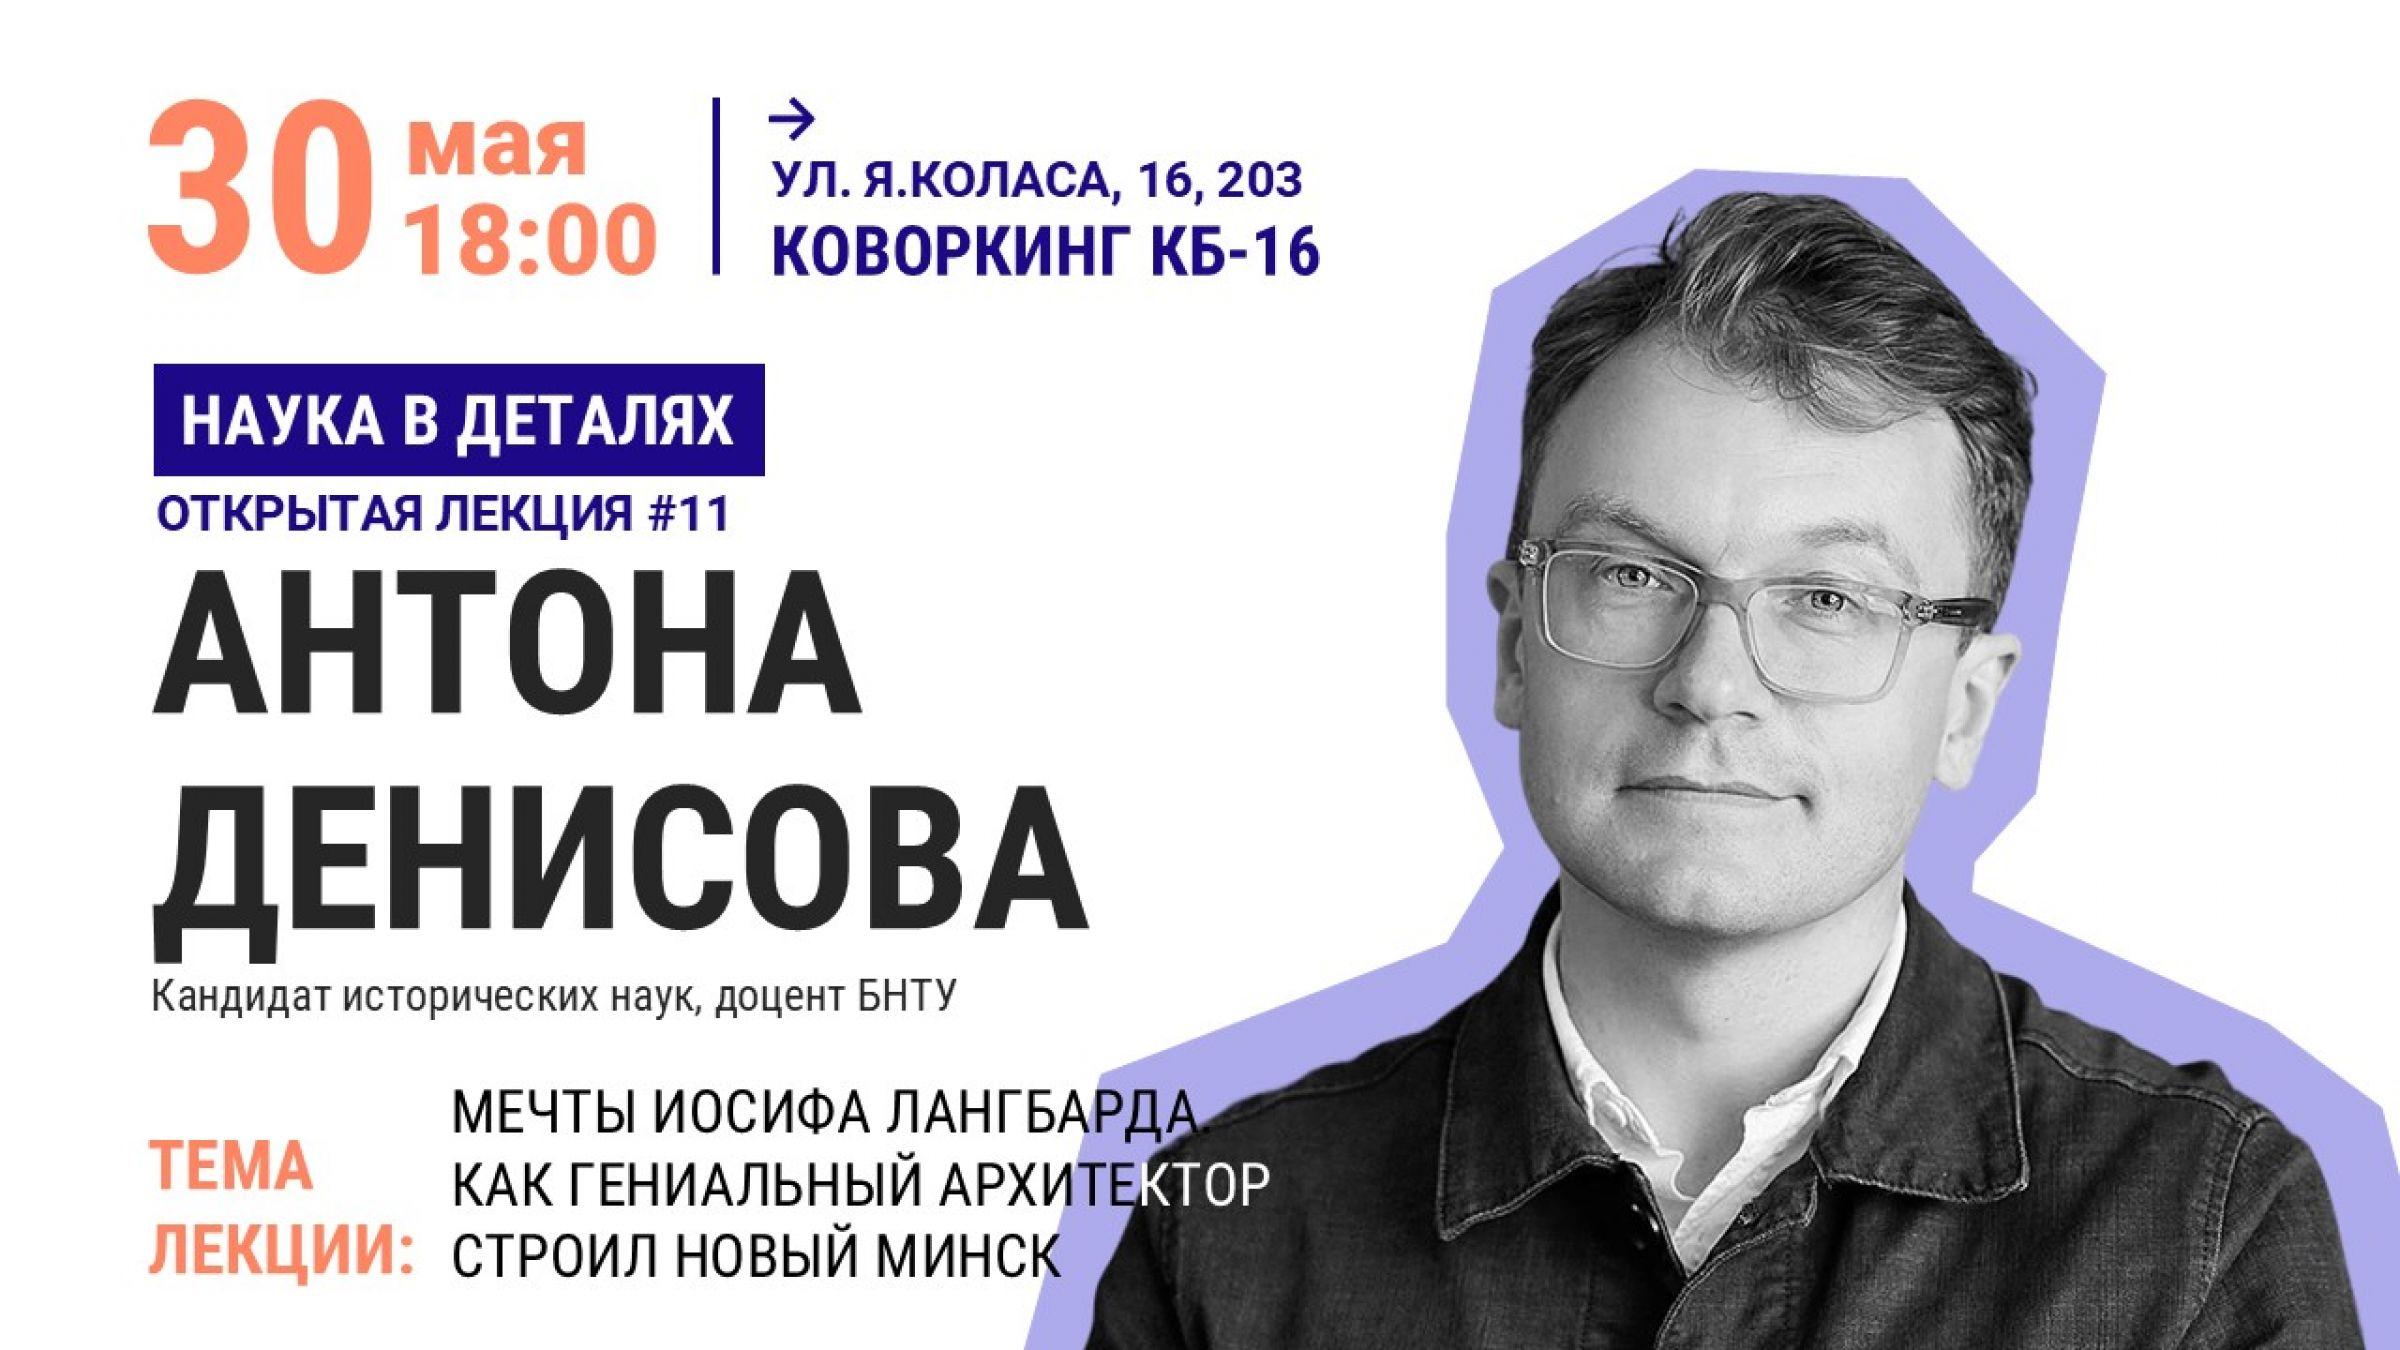 30 мая
18:00
→
УЛ. Я.КОЛАСА, 16, 203
КОВОРКИНГ КБ-16
НАУКА В ДЕТАЛЯХ
ОТКРЫТАЯ ЛЕКЦИЯ #11
АНТОНА
ДЕНИСОВА
Кандидат исторических наук, доцент БНТУ
ТЕМА
ЛЕКЦИИ:
МЕЧТЫ ИОСИФА ЛАНГБАРДА.
КАК ГЕНИАЛЬНЫЙ АРХИТЕКТОР
СТРОИЛ НОВЫЙ МИНСК